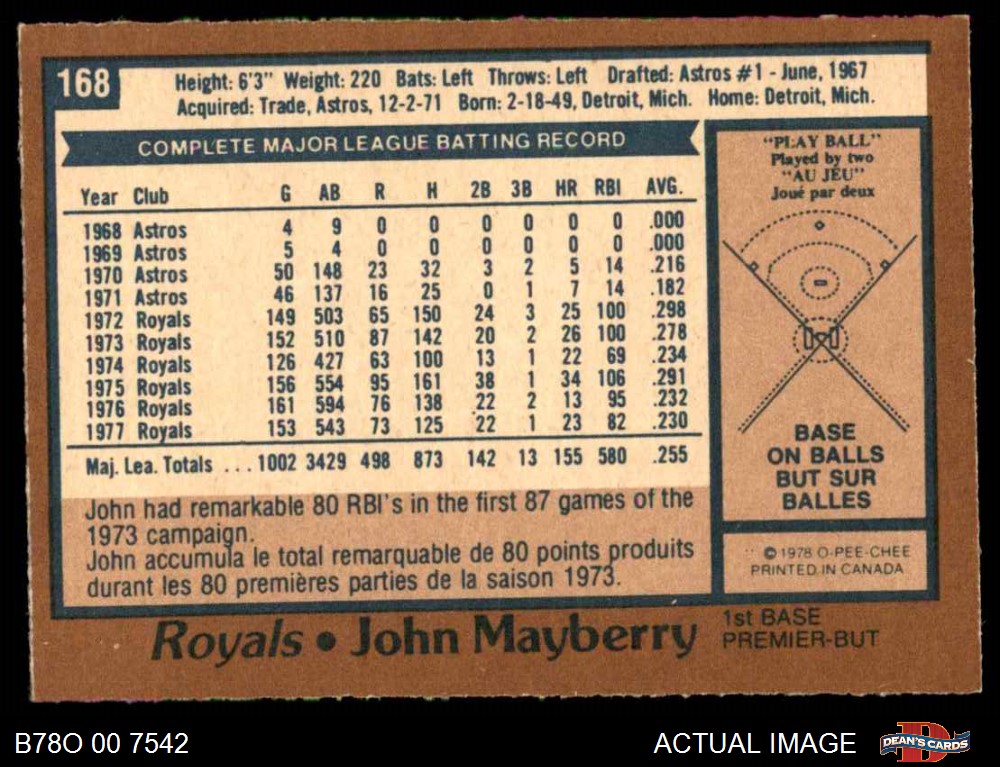 168
Height: 6'3" Weight: 220 Bats: Left Throws: Left Drafted: Astros #1 - June, 1967
Acquired: Trade, Astros, 12-2-71 Born: 2-18-49, Detroit, Mich. Home: Detroit, Mich.
COMPLETE MAJOR LEAGUE BATTING RECORD
Year Club G AB R H 2B 3B HR RBI AVG.
1968 Astros 4 9 0 0 0 0 0 0 .000
1969 Astros 5 4 0 0 0 0 0 0 .000
1970 Astros 50 148 23 32 3 2 5 14 .216
1971 Astros 46 137 16 25 0 1 7 14 .182
1972 Royals 149 503 65 150 24 3 25 100 .298
1973 Royals 152 510 87 142 20 2 26 100 .278
1974 Royals 126 427 63 100 13 1 22 69 .234
1975 Royals 156 554 95 161 38 1 34 106 .291
1976 Royals 161 594 76 138 22 2 13 95 .232
1977 Royals 153 543 73 125 22 1 23 82 .230
Maj. Lea. Totals ... 1002 3429 498 873 142 13 155 580 .255
John had remarkable 80 RBI's in the first 87 games of the
1973 campaign.
John accumula le total remarquable de 80 points produits
durant les 80 premières parties de la saison 1973.
"PLAY BALL"
Played by two
"AU JEU"
Joué par deux
BASE
ON BALLS
BUT SUR
BALLES
© 1978 O-PEE-CHEE
PRINTED IN CANADA
Royals • John Mayberry
1st BASE
PREMIER-BUT
B78O 00 7542
ACTUAL IMAGE
DEAN'S CARDS